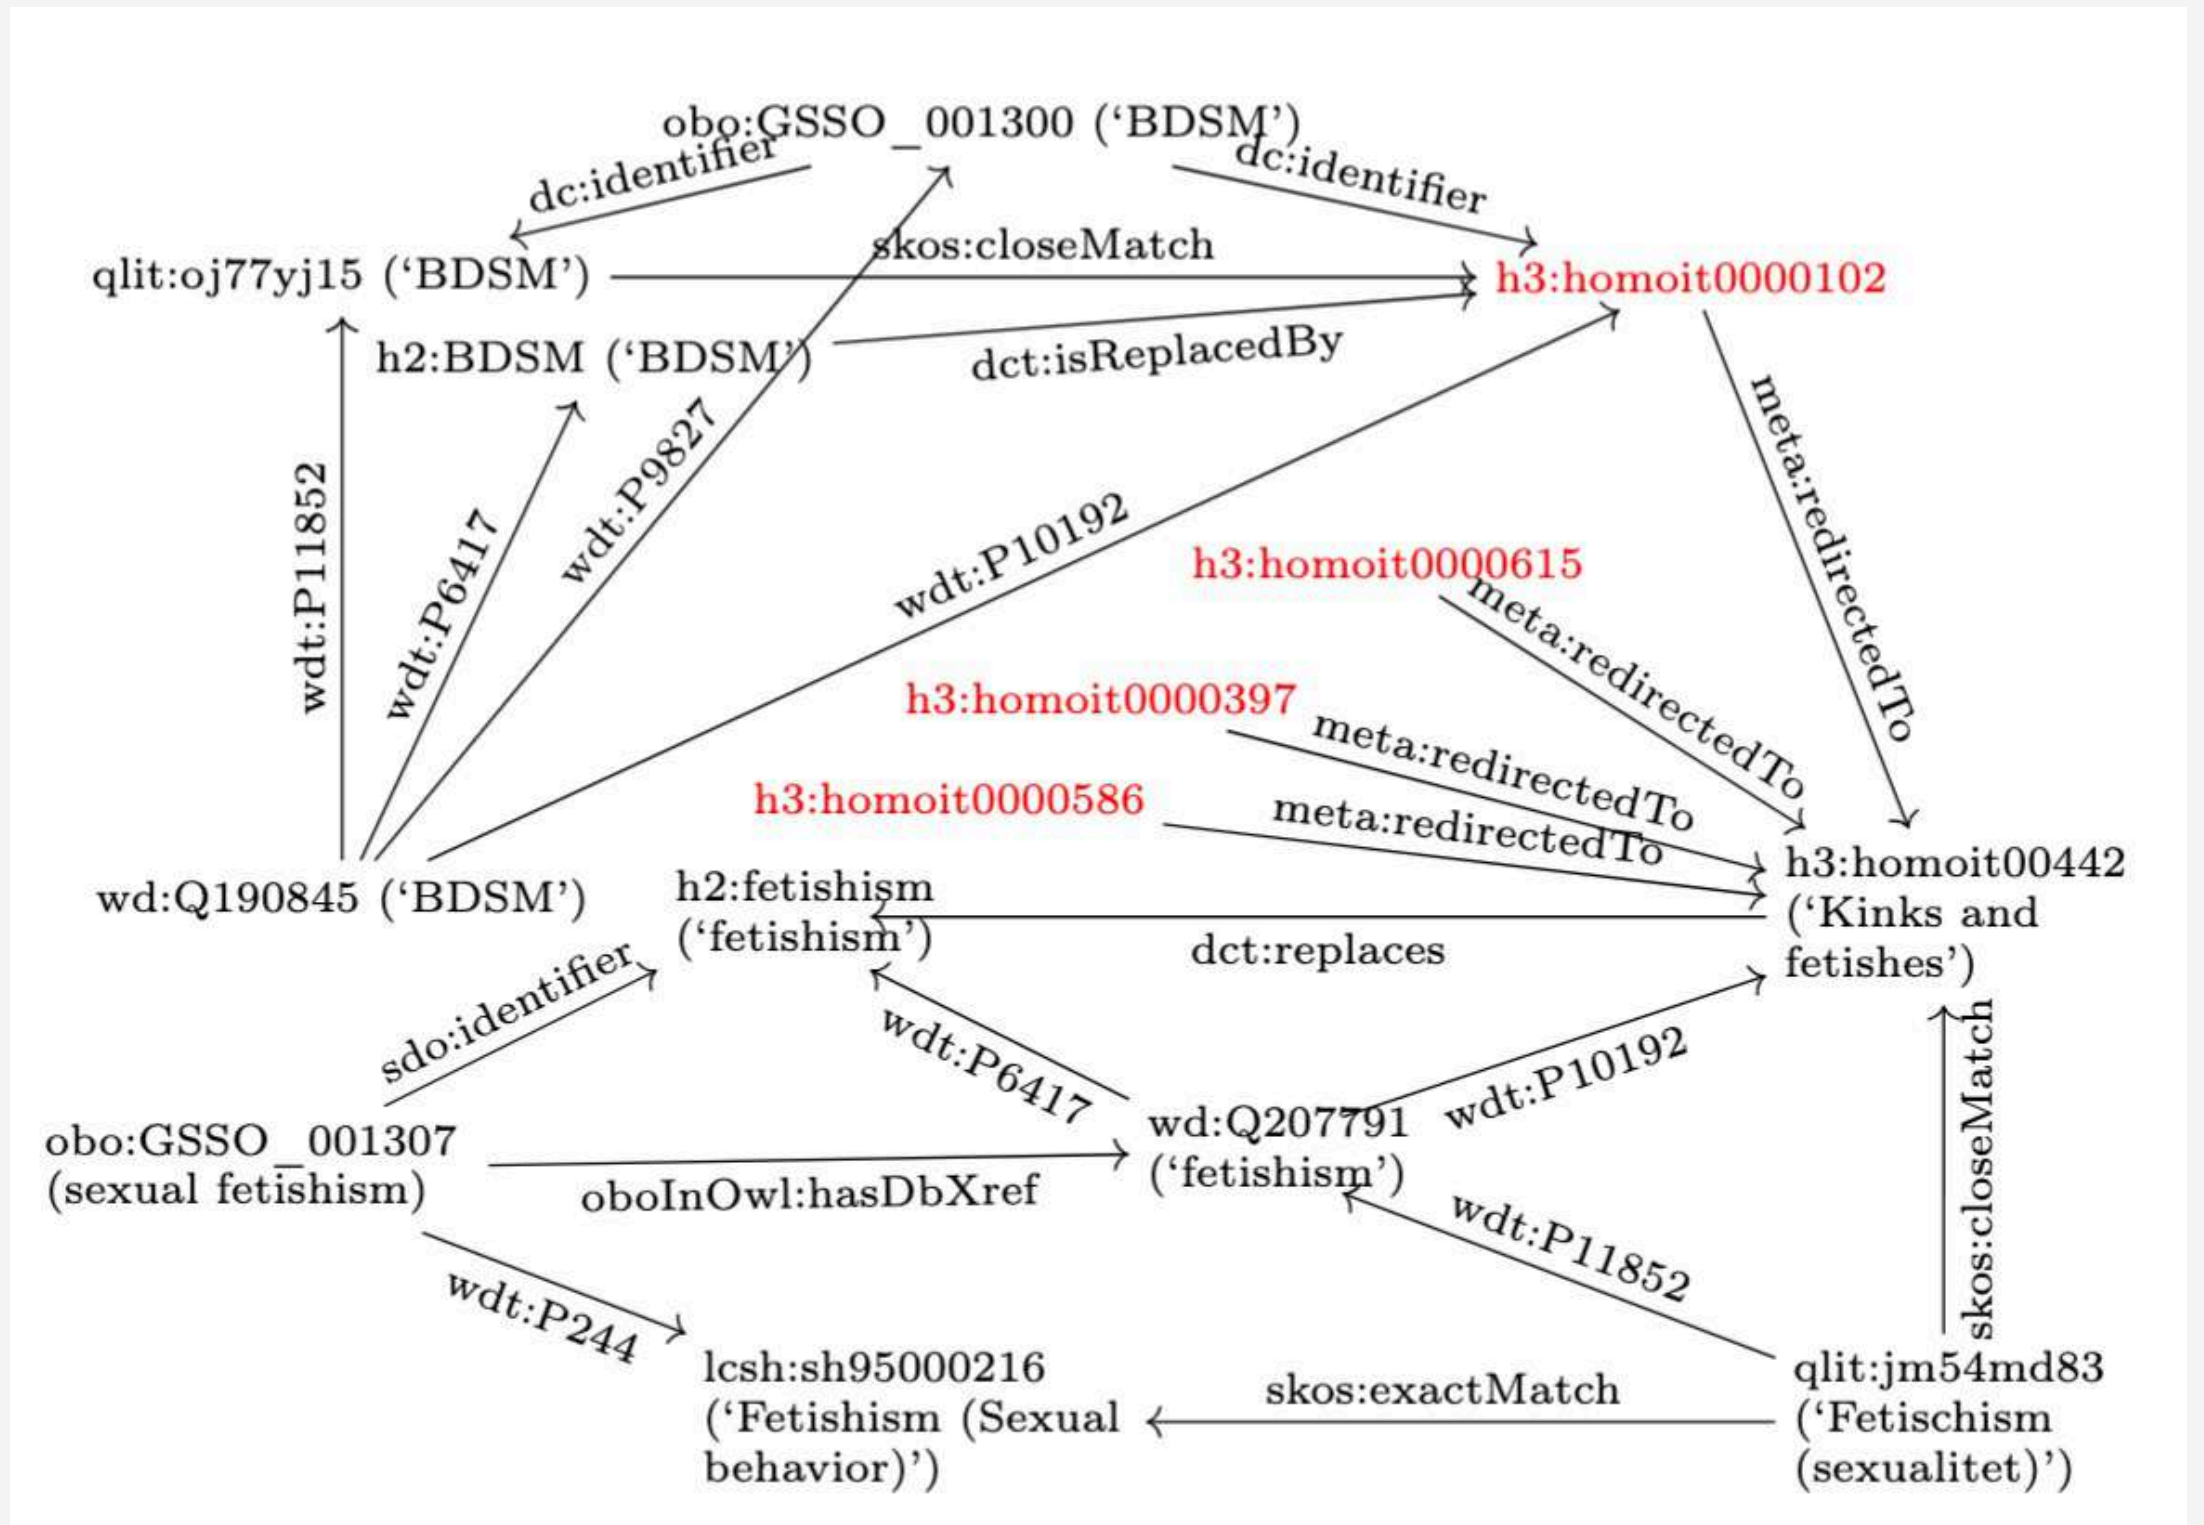 obo:GSSO_001300 (‘BDSM’)
dc:identifier
dc:identifier
skos:closeMatch
qlit:oj77yj15 (‘BDSM’)
h3:homoit0000102
h2:BDSM (‘BDSM’)
dct:isReplacedBy
wdt:P11852
wdt:P6417
wdt:P9827
wdt:P10192
meta:redirectedTo
h3:homoit0000615
meta:redirectedTo
h3:homoit0000397
meta:redirectedTo
h3:homoit0000586
meta:redirectedTo
wd:Q190845 (‘BDSM’)
h2:fetishism
(‘fetishism’)
h3:homoit00442
(‘Kinks and
fetishes’)
dct:replaces
sdo:identifier
wdt:P6417
wdt:P10192
skos:closeMatch
obo:GSSO_001307
(sexual fetishism)
oboInOwl:hasDbXref
wd:Q207791
(‘fetishism’)
wdt:P11852
wdt:P244
lcsh:sh95000216
(‘Fetishism (Sexual
behavior)’)
skos:exactMatch
qlit:jm54md83
(‘Fetischism
(sexualitet)’)